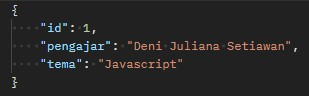 {
    "id": 1,
    "pengajar": "Deni Juliana Setiawan",
    "tema": "Javascript"
}